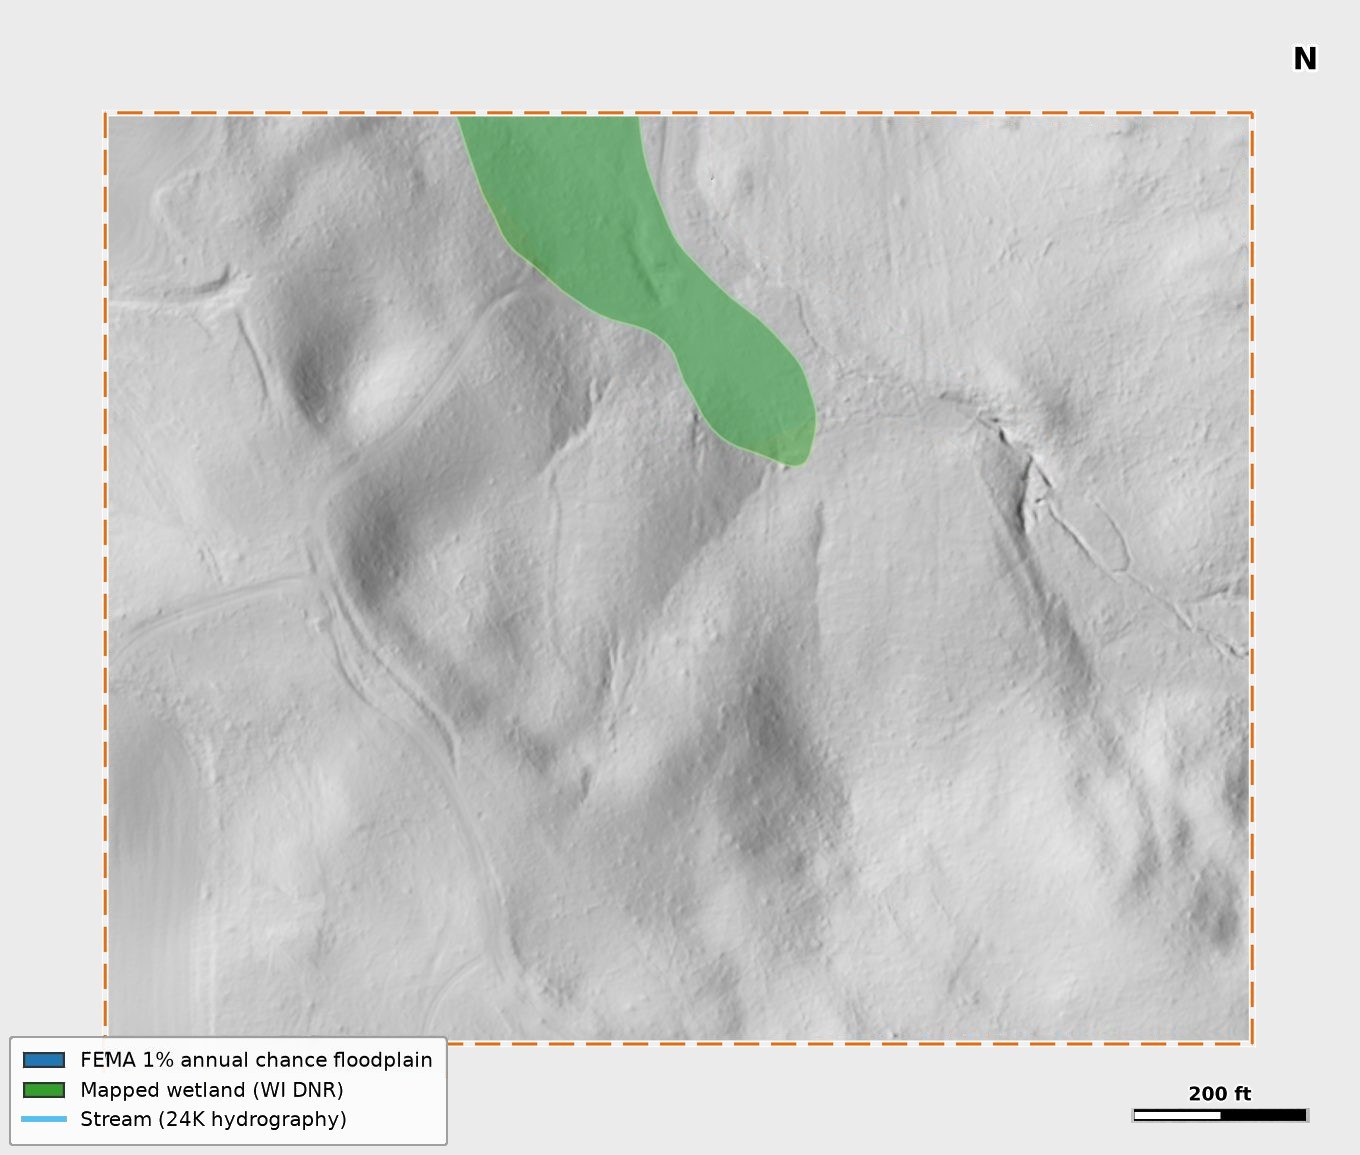 N
FEMA 1% annual chance floodplain
Mapped wetland (WI DNR)
Stream (24K hydrography)
200 ft